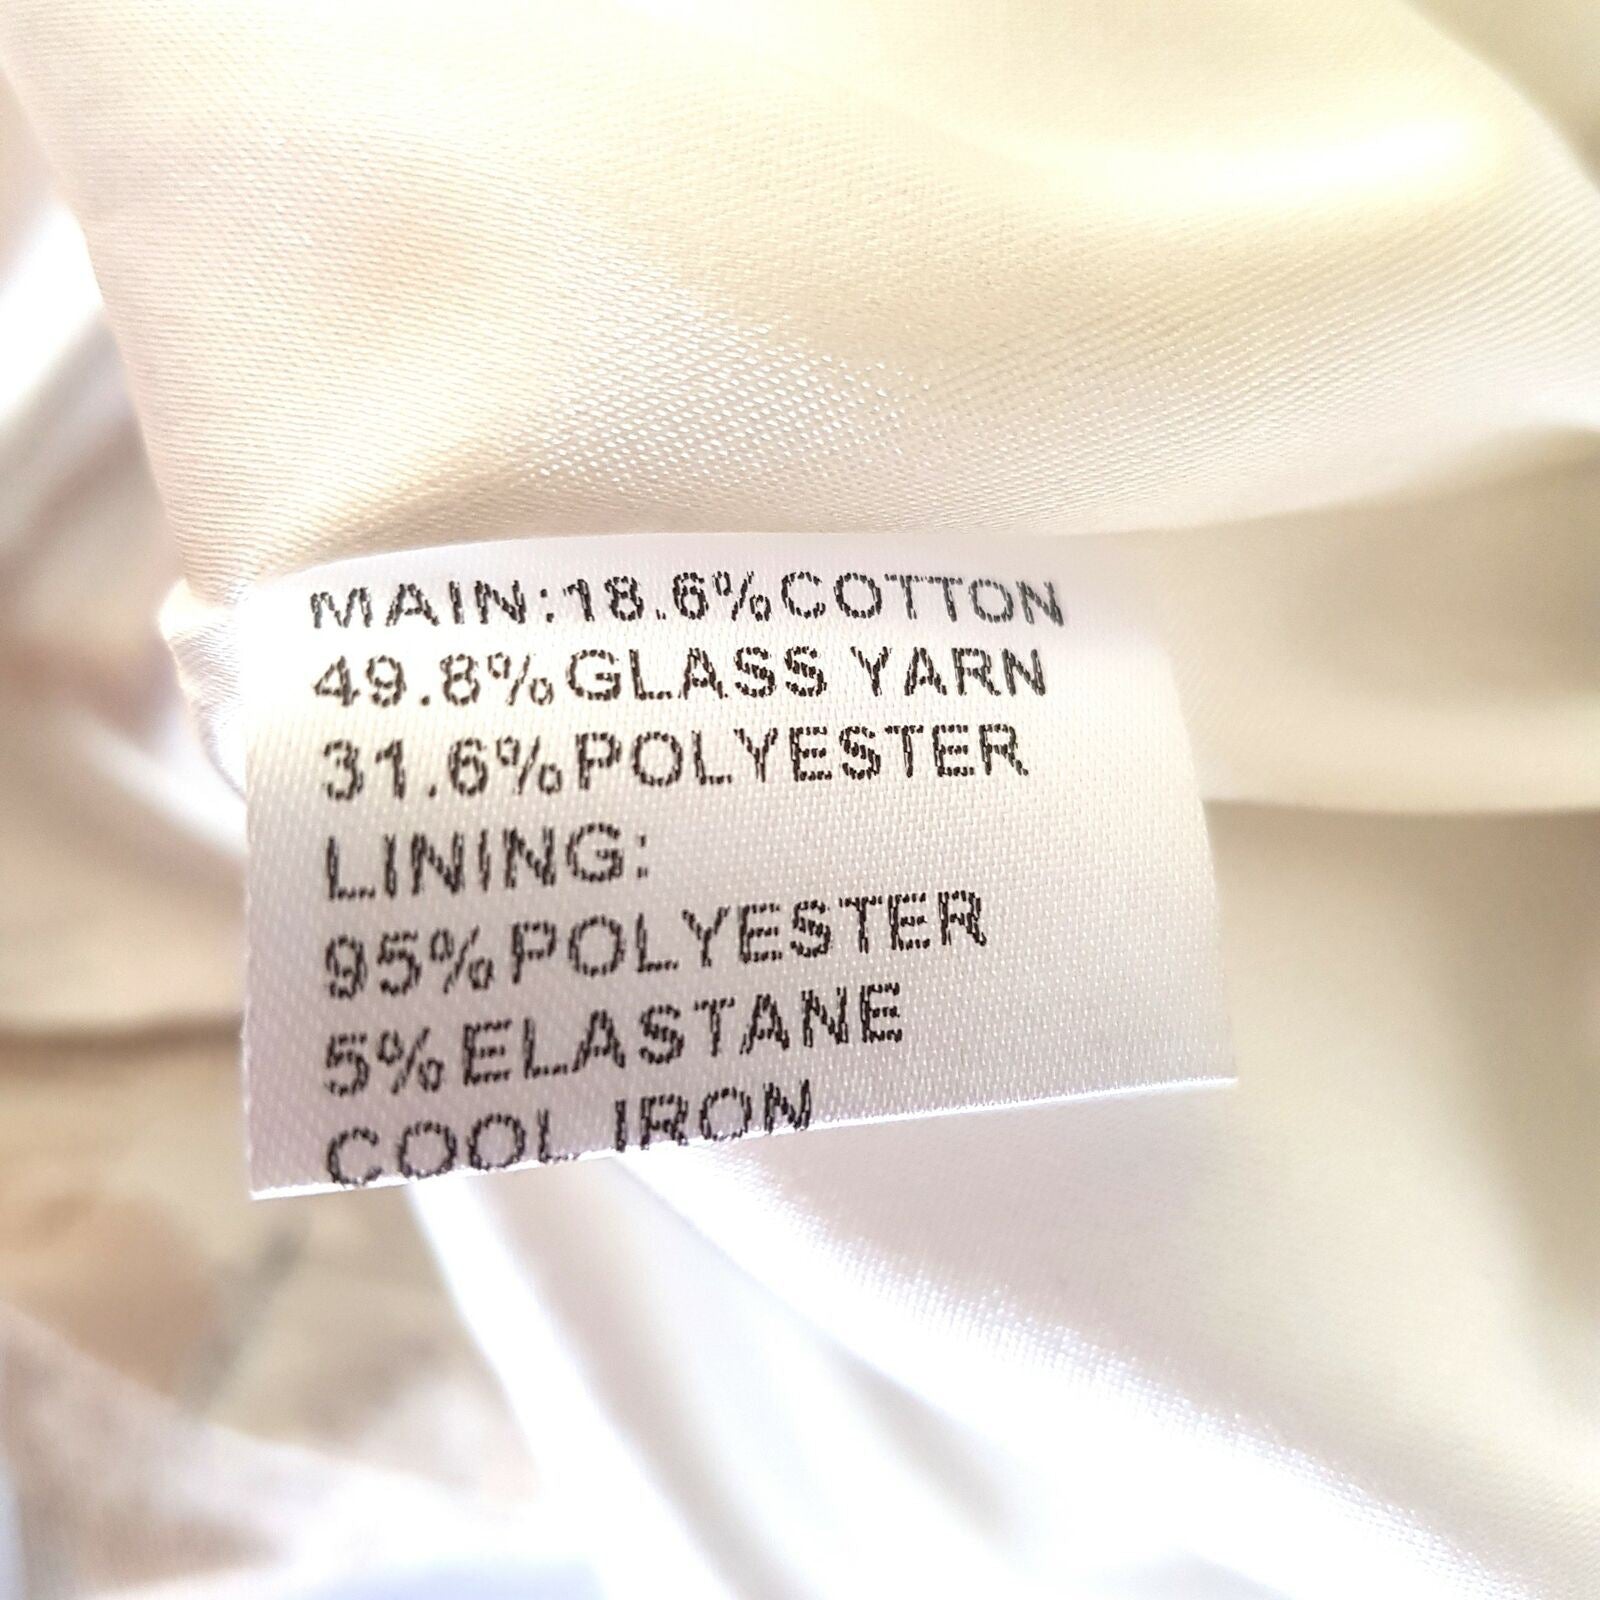 MAIN:18.6%COTTON
49.8%GLASS YARN
31.6%POLYESTER
LINING:
95%POLYESTER
5%ELASTANE
COOL IRON